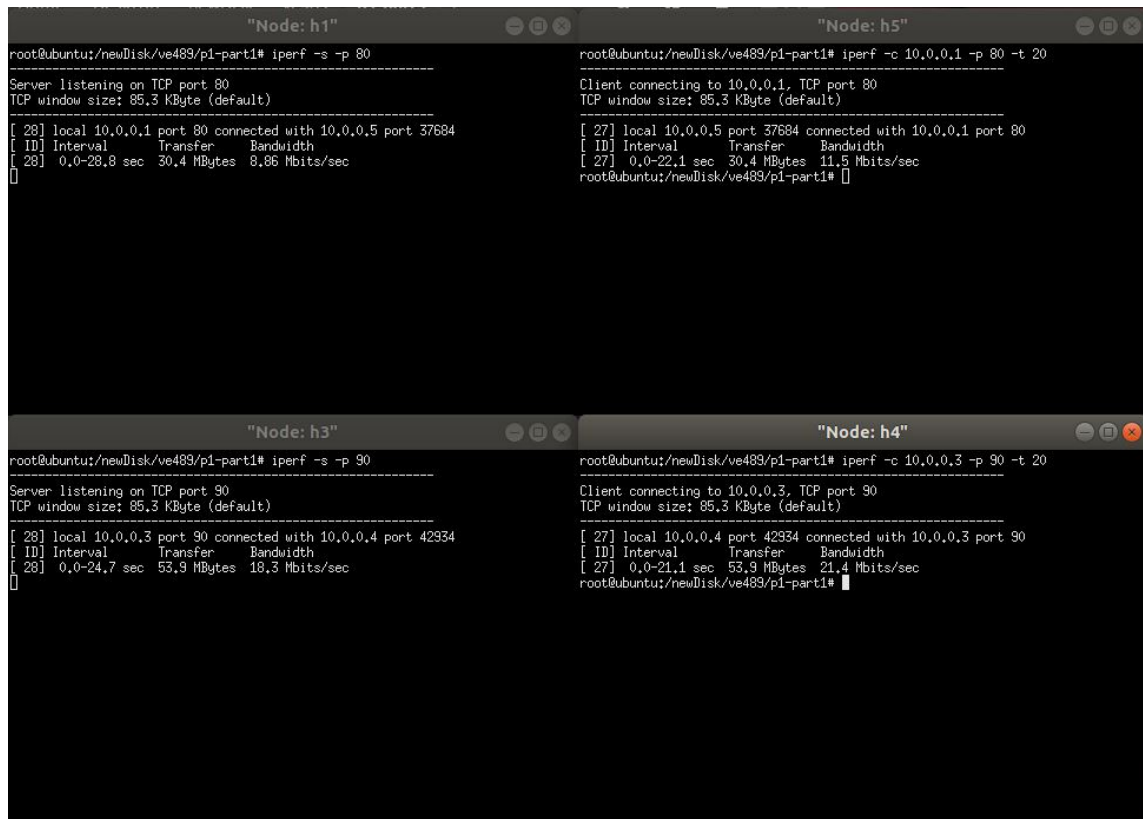 "Node: h1"
root@ubuntu:/newDisk/ve489/p1-part1# iperf -s -p 80
------------------------------------------------------------
Server listening on TCP port 80
TCP window size: 85.3 KByte (default)
------------------------------------------------------------
[ 28] local 10.0.0.1 port 80 connected with 10.0.0.5 port 37684
[ ID] Interval       Transfer     Bandwidth
[ 28]  0.0-28.8 sec  30.4 MBytes  8.86 Mbits/sec
"Node: h5"
root@ubuntu:/newDisk/ve489/p1-part1# iperf -c 10.0.0.1 -p 80 -t 20
------------------------------------------------------------
Client connecting to 10.0.0.1, TCP port 80
TCP window size: 85.3 KByte (default)
------------------------------------------------------------
[ 27] local 10.0.0.5 port 37684 connected with 10.0.0.1 port 80
[ ID] Interval       Transfer     Bandwidth
[ 27]  0.0-22.1 sec  30.4 MBytes  11.5 Mbits/sec
root@ubuntu:/newDisk/ve489/p1-part1#
"Node: h3"
root@ubuntu:/newDisk/ve489/p1-part1# iperf -s -p 90
------------------------------------------------------------
Server listening on TCP port 90
TCP window size: 85.3 KByte (default)
------------------------------------------------------------
[ 28] local 10.0.0.3 port 90 connected with 10.0.0.4 port 42934
[ ID] Interval       Transfer     Bandwidth
[ 28]  0.0-24.7 sec  53.9 MBytes  18.3 Mbits/sec
"Node: h4"
root@ubuntu:/newDisk/ve489/p1-part1# iperf -c 10.0.0.3 -p 90 -t 20
------------------------------------------------------------
Client connecting to 10.0.0.3, TCP port 90
TCP window size: 85.3 KByte (default)
------------------------------------------------------------
[ 27] local 10.0.0.4 port 42934 connected with 10.0.0.3 port 90
[ ID] Interval       Transfer     Bandwidth
[ 27]  0.0-21.1 sec  53.9 MBytes  21.4 Mbits/sec
root@ubuntu:/newDisk/ve489/p1-part1#